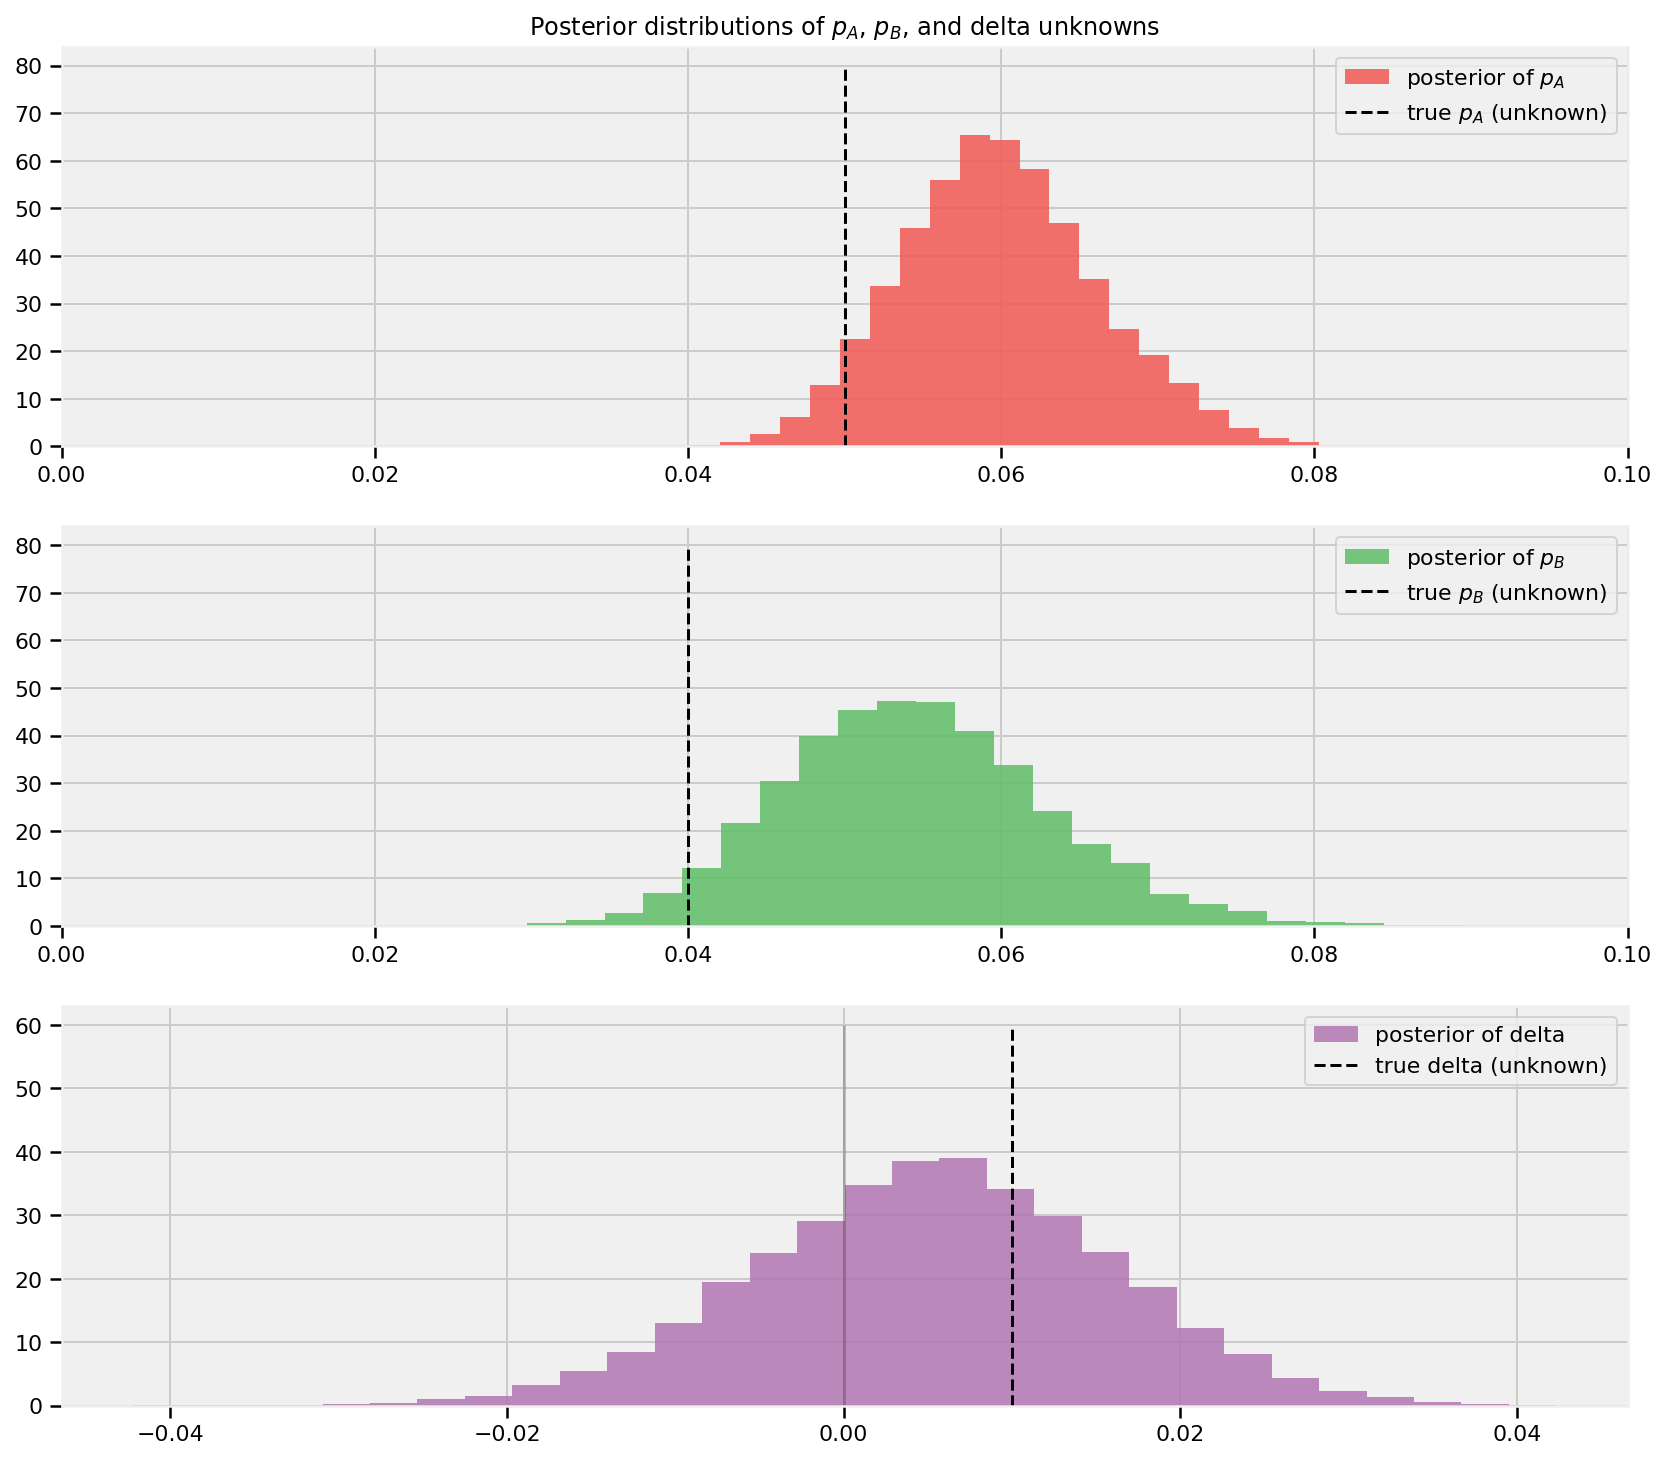 Posterior distributions of p_A, p_B, and delta unknowns
80
70
60
50
40
30
20
10
0
0.00 0.02 0.04 0.06 0.08 0.10
posterior of p_A
true p_A (unknown)
80
70
60
50
40
30
20
10
0
0.00 0.02 0.04 0.06 0.08 0.10
posterior of p_B
true p_B (unknown)
60
50
40
30
20
10
0
−0.04 −0.02 0.00 0.02 0.04
posterior of delta
true delta (unknown)